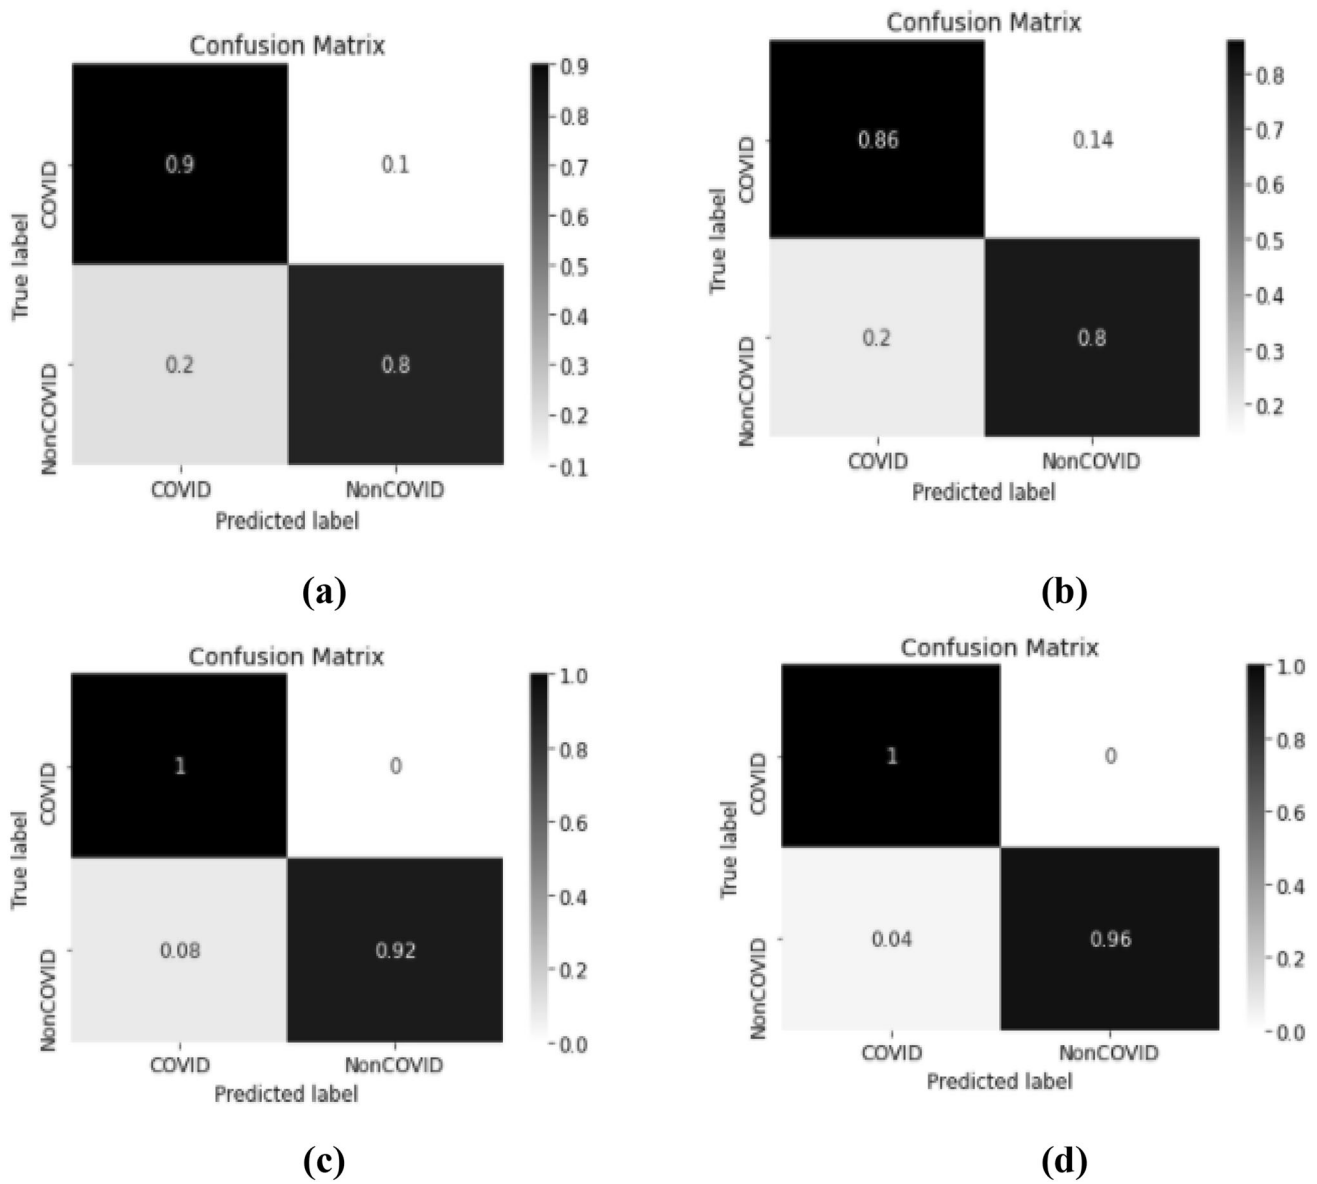 Confusion Matrix
True label
COVID
NonCOVID
0.9
0.1
0.2
0.8
COVID
NonCOVID
Predicted label
0.9
0.8
0.7
0.6
0.5
0.4
0.3
0.2
0.1
(a)
Confusion Matrix
True label
COVID
NonCOVID
0.86
0.14
0.2
0.8
COVID
NonCOVID
Predicted label
0.8
0.7
0.6
0.5
0.4
0.3
0.2
(b)
Confusion Matrix
True label
COVID
NonCOVID
1
0
0.08
0.92
COVID
NonCOVID
Predicted label
1.0
0.8
0.6
0.4
0.2
0.0
(c)
Confusion Matrix
True label
COVID
NonCOVID
1
0
0.04
0.96
COVID
NonCOVID
Predicted label
1.0
0.8
0.6
0.4
0.2
0.0
(d)